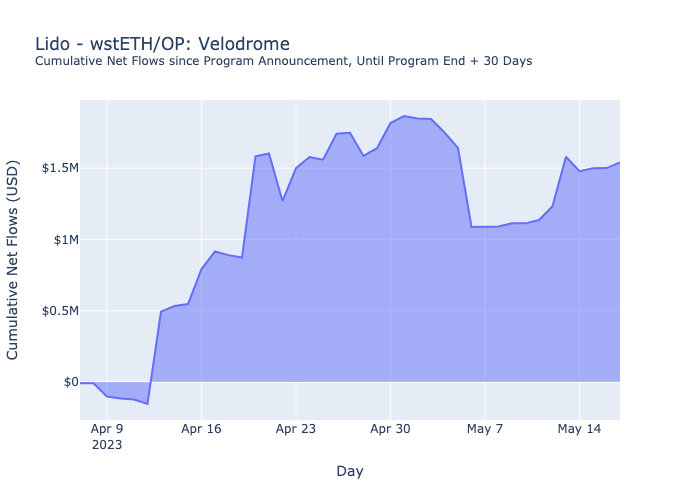 Lido - wstETH/OP: Velodrome
Cumulative Net Flows since Program Announcement, Until Program End + 30 Days
Cumulative Net Flows (USD)
$1.5M
$1M
$0.5M
$0
Apr 9
2023
Apr 16
Apr 23
Apr 30
May 7
May 14
Day